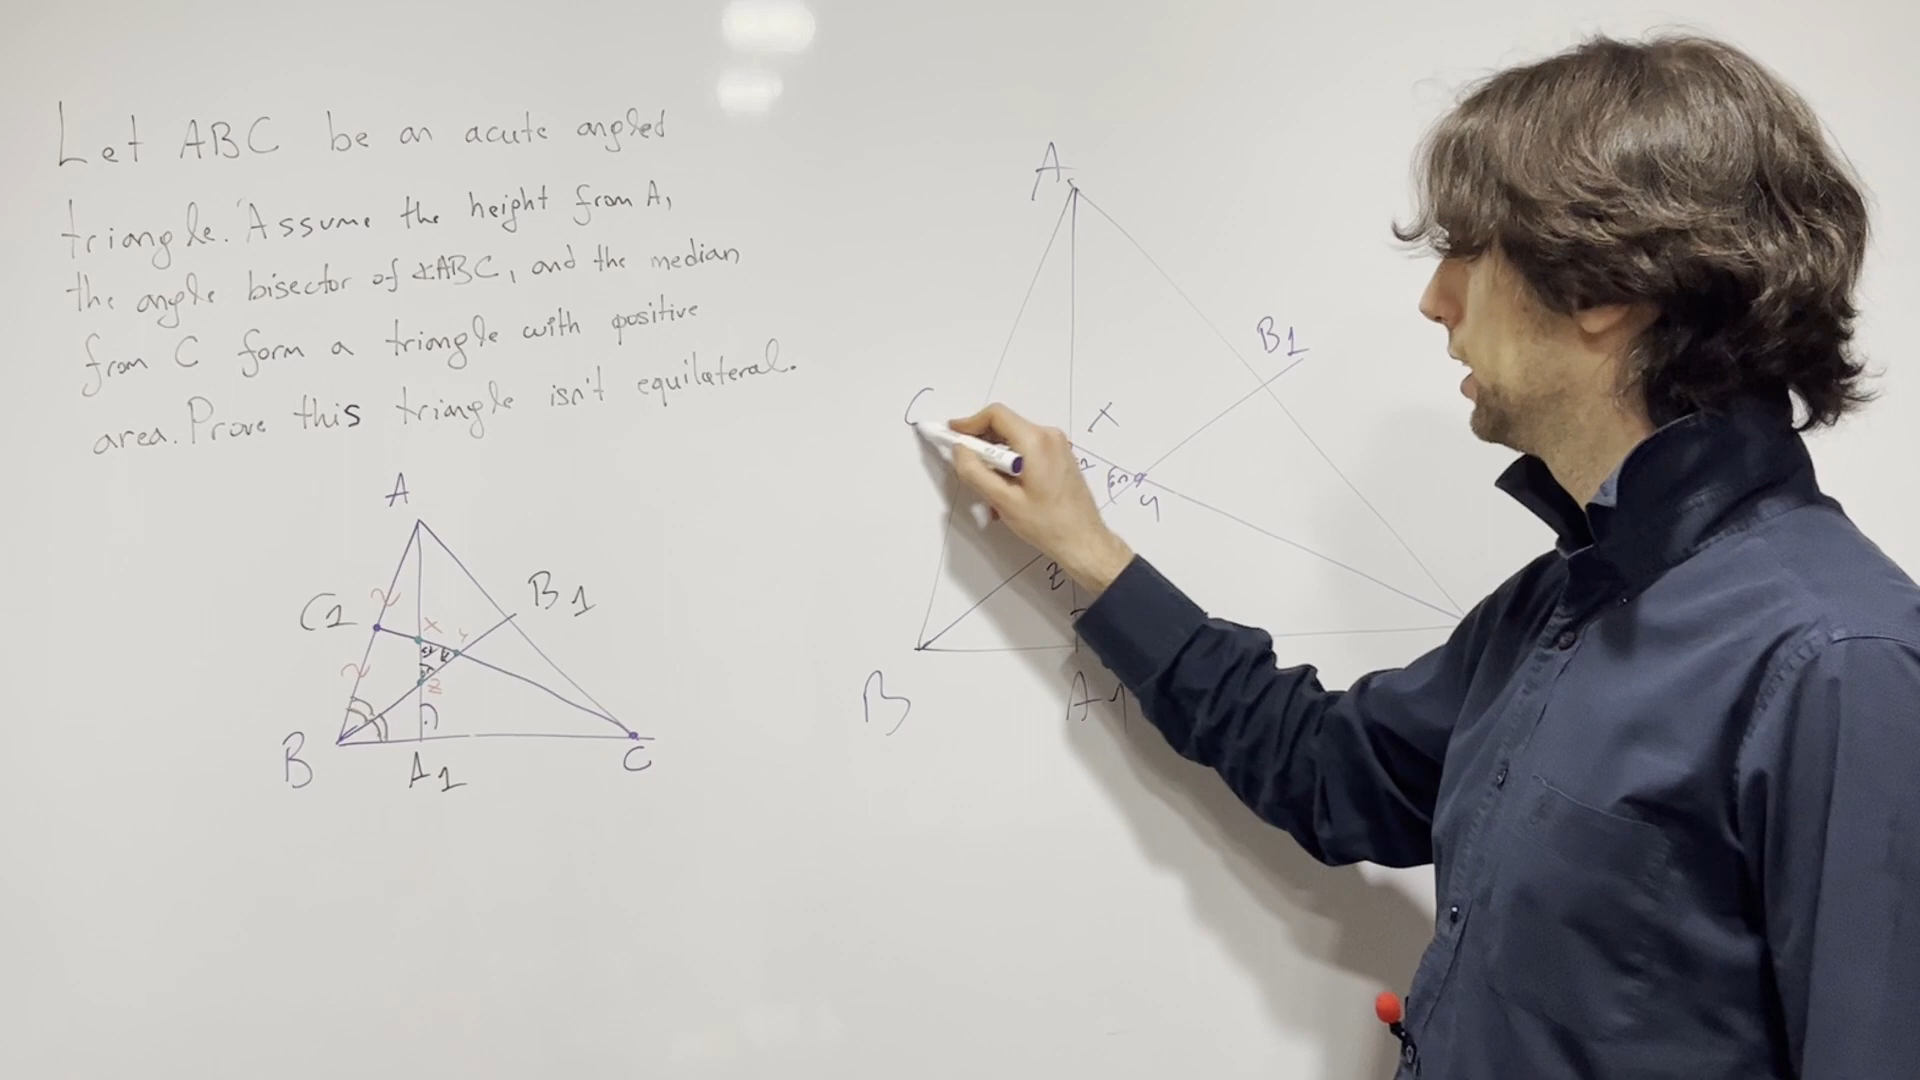 Let ABC be an acute angled
triangle. Assume the height from A,
the angle bisector of ∡ABC, and the median
from C form a triangle with positive
area. Prove this triangle isn't equilateral.
A
C1
B1
X
Y
Z
B
A1
C
A
B1
C
X
60
y
Z
B
A1